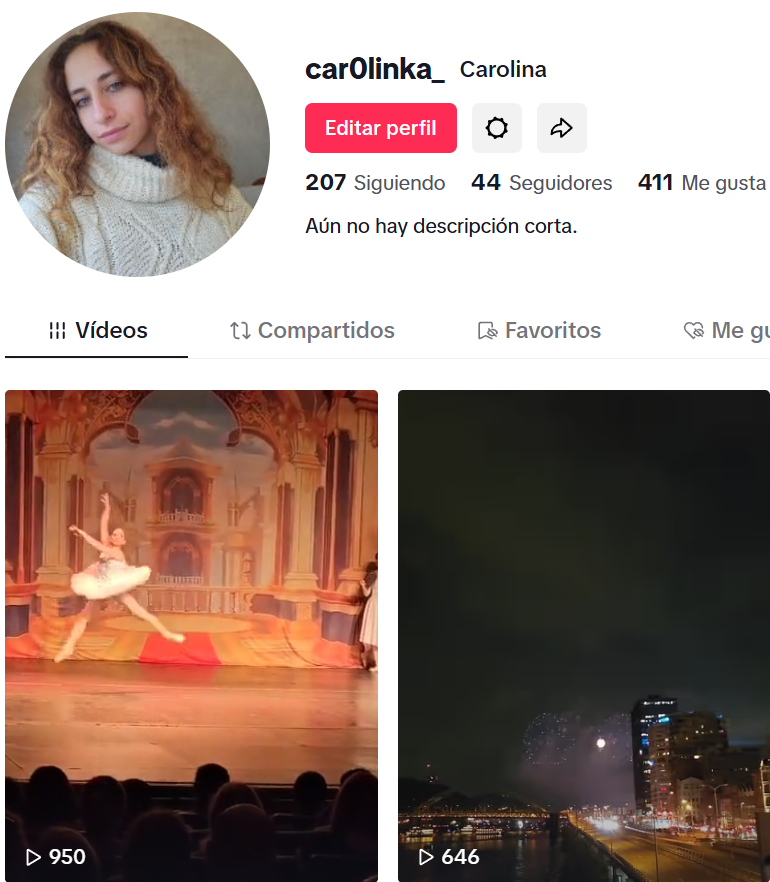 car0linka_ Carolina
Editar perfil
207 Siguiendo 44 Seguidores 411 Me gusta
Aún no hay descripción corta.
Vídeos Compartidos Favoritos Me gu
950 646